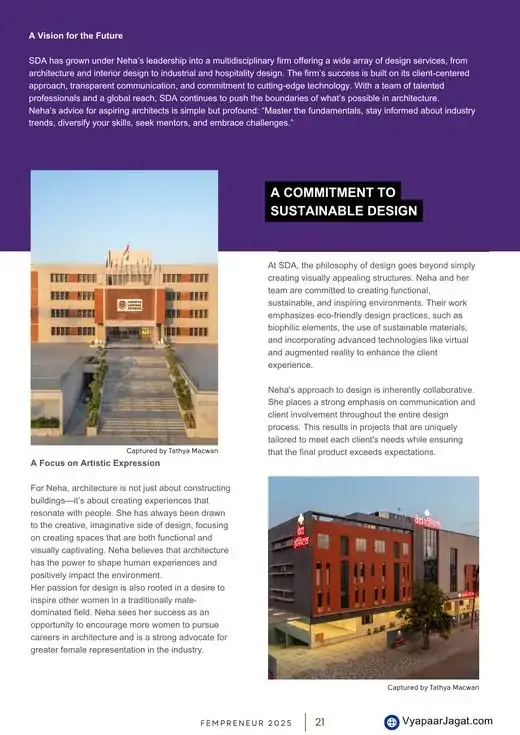 A Vision for the Future
SDA has grown under Neha's leadership into a multidisciplinary firm offering a wide array of design services, from
architecture and interior design to industrial and hospitality design. The firm's success is built on its client-centered
approach, transparent communication, and commitment to cutting-edge technology. With a team of talented
professionals and a global reach, SDA continues to push the boundaries of what's possible in architecture.
Neha's advice for aspiring architects is simple but profound: "Master the fundamentals, stay informed about industry
trends, diversify your skills, seek mentors, and embrace challenges."
Captured by Tathya Macwan
A Focus on Artistic Expression
For Neha, architecture is not just about constructing
buildings—it's about creating experiences that
resonate with people. She has always been drawn
to the creative, imaginative side of design, focusing
on creating spaces that are both functional and
visually captivating. Neha believes that architecture
has the power to shape human experiences and
positively impact the environment.
Her passion for design is also rooted in a desire to
inspire other women in a traditionally male-
dominated field. Neha sees her success as an
opportunity to encourage more women to pursue
careers in architecture and is a strong advocate for
greater female representation in the industry.
A COMMITMENT TO
SUSTAINABLE DESIGN
At SDA, the philosophy of design goes beyond simply
creating visually appealing structures. Neha and her
team are committed to creating functional,
sustainable, and inspiring environments. Their work
emphasizes eco-friendly design practices, such as
biophilic elements, the use of sustainable materials,
and incorporating advanced technologies like virtual
and augmented reality to enhance the client
experience.
Neha's approach to design is inherently collaborative.
She places a strong emphasis on communication and
client involvement throughout the entire design
process. This results in projects that are uniquely
tailored to meet each client's needs while ensuring
that the final product exceeds expectations.
Captured by Tathya Macwan
FEMPRENEUR 2025
21
VyapaarJagat.com